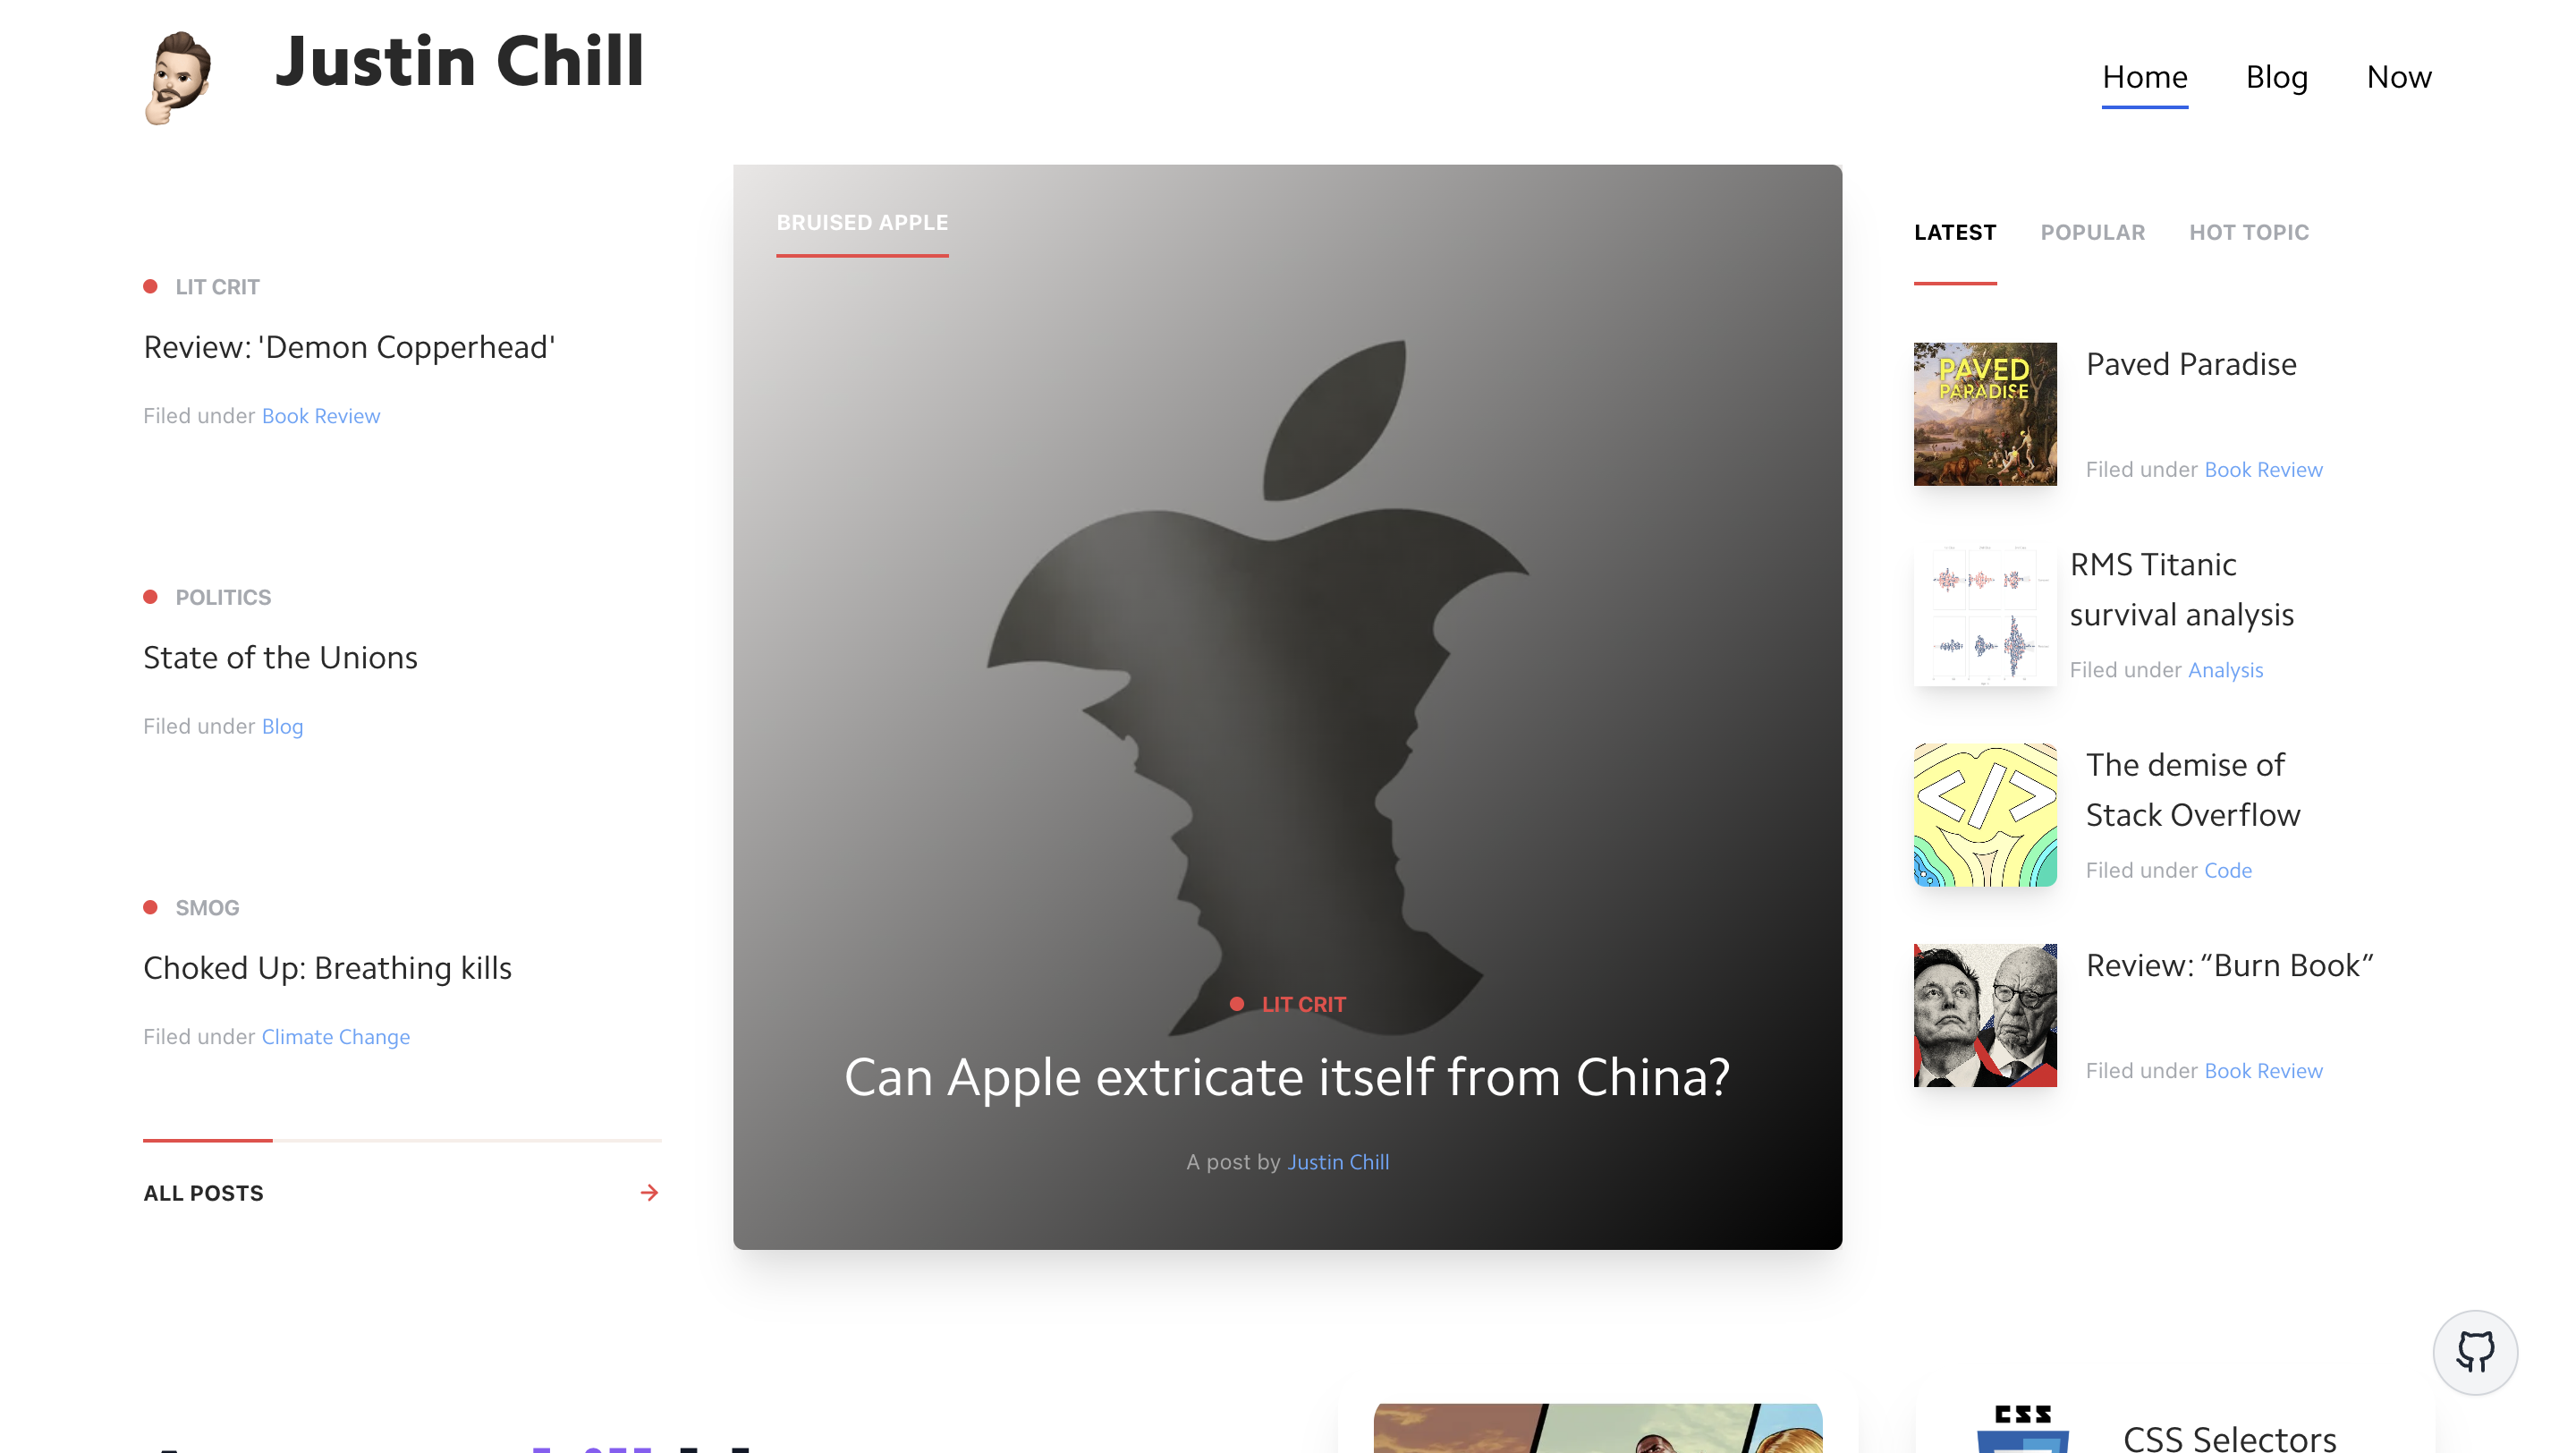 Justin Chill
Home
Blog
Now
LIT CRIT
Review: 'Demon Copperhead'
Filed under Book Review
POLITICS
State of the Unions
Filed under Blog
SMOG
Choked Up: Breathing kills
Filed under Climate Change
ALL POSTS
BRUISED APPLE
LIT CRIT
Can Apple extricate itself from China?
A post by Justin Chill
LATEST
POPULAR
HOT TOPIC
PAVED
PARADISE
Paved Paradise
Filed under Book Review
RMS Titanic
survival analysis
Filed under Analysis
</>
The demise of
Stack Overflow
Filed under Code
Review: “Burn Book”
Filed under Book Review
CSS
CSS Selectors